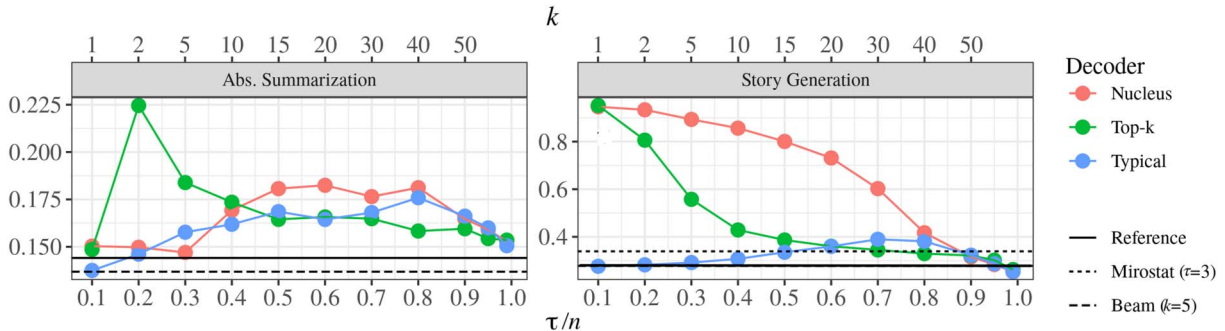 k
1 2 5 10 15 20 30 40 50
1 2 5 10 15 20 30 40 50
Abs. Summarization
Story Generation
0.225
0.200
0.175
0.150
0.8
0.6
0.4
0.1 0.2 0.3 0.4 0.5 0.6 0.7 0.8 0.9 1.0
0.1 0.2 0.3 0.4 0.5 0.6 0.7 0.8 0.9 1.0
τ/n
Decoder
Nucleus
Top-k
Typical
Reference
Mirostat (τ=3)
Beam (k=5)